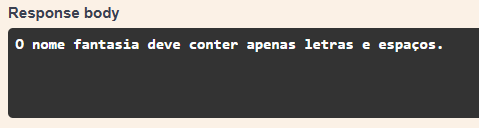 Response body
O nome fantasia deve conter apenas letras e espaços.